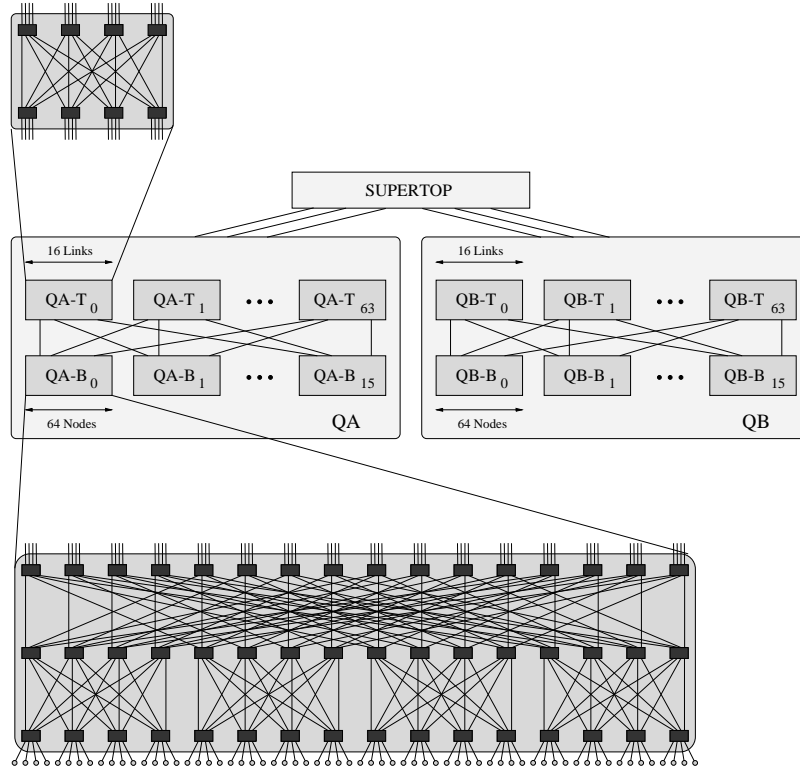 SUPERTOP
16 Links
QA-T 0
QA-T 1
•••
QA-T 63
QA-B 0
QA-B 1
•••
QA-B 15
64 Nodes
QA
16 Links
QB-T 0
QB-T 1
•••
QB-T 63
QB-B 0
QB-B 1
•••
QB-B 15
64 Nodes
QB